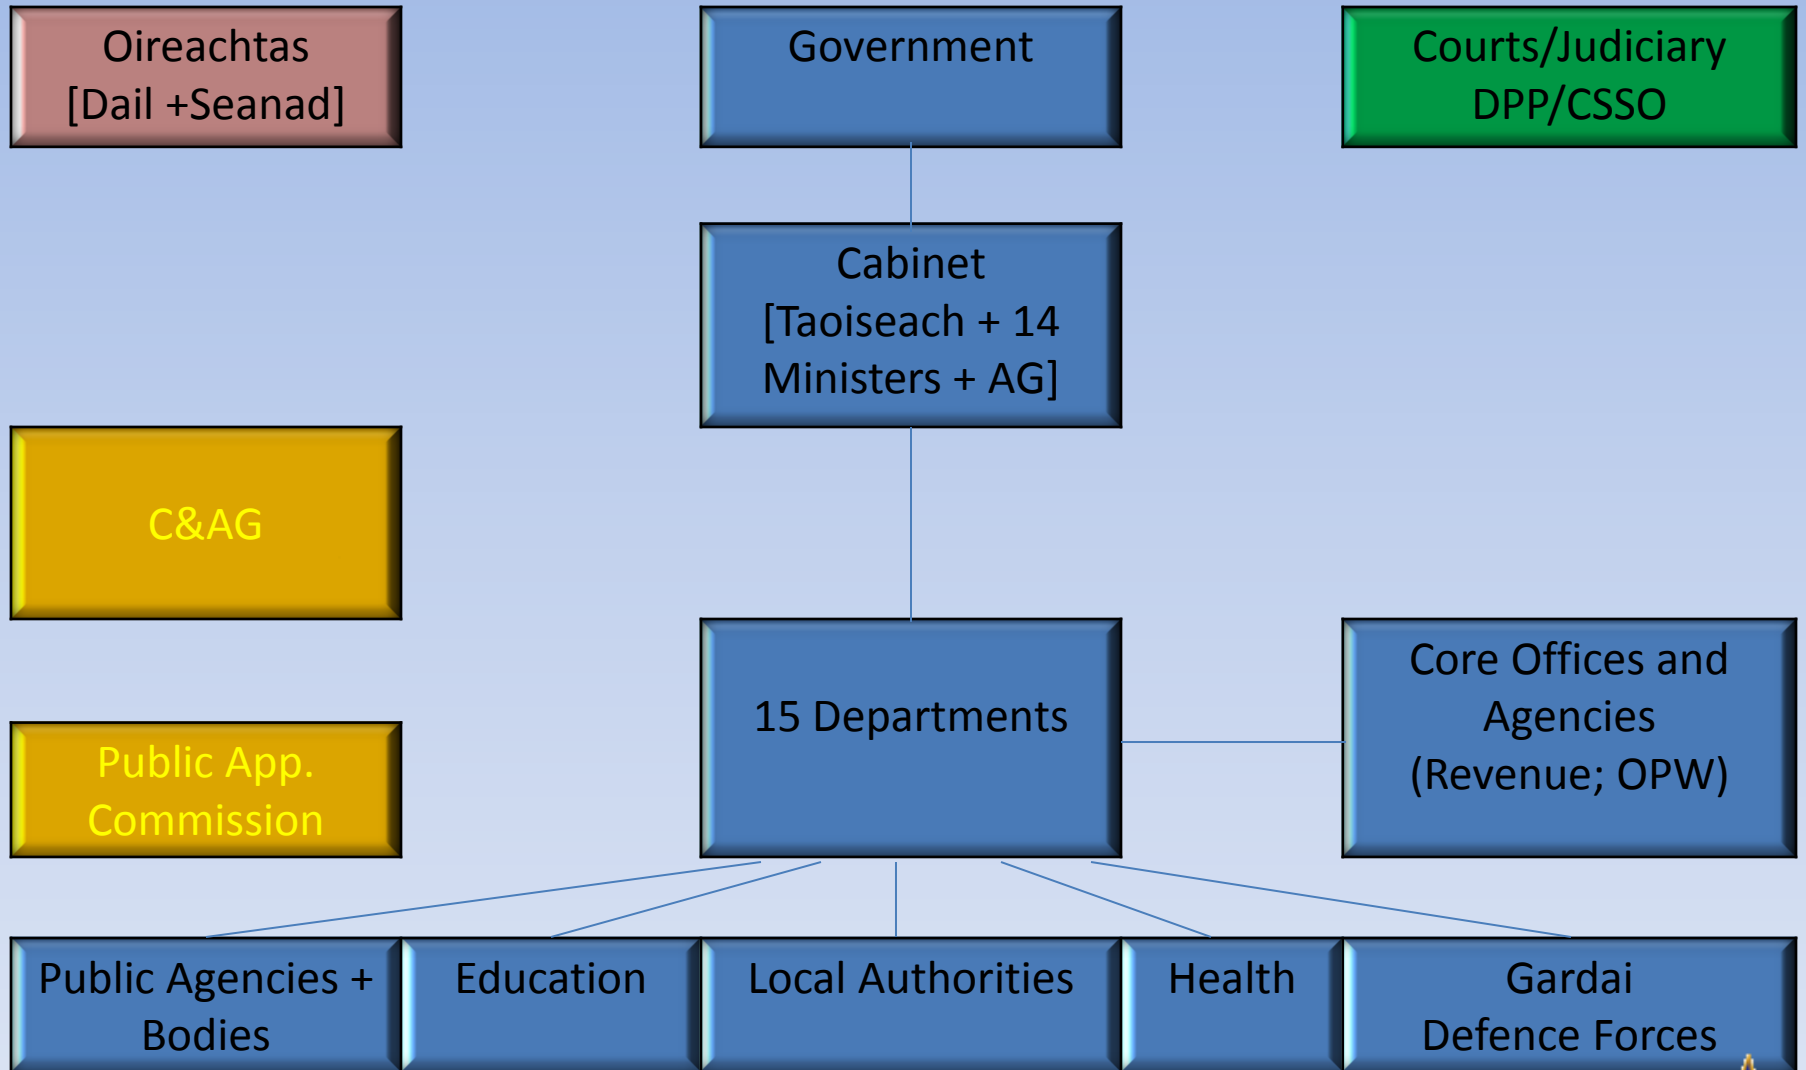 Oireachtas
[Dail +Seanad]
Government
Courts/Judiciary
DPP/CSSO
Cabinet
[Taoiseach + 14
Ministers + AG]
C&AG
15 Departments
Core Offices and
Agencies
(Revenue; OPW)
Public App.
Commission
Public Agencies +
Bodies
Education
Local Authorities
Health
Gardai
Defence Forces